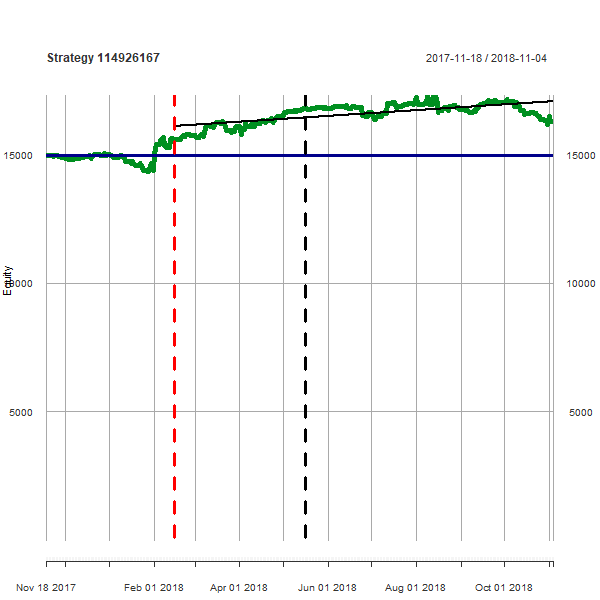 Strategy 114926167
2017-11-18 / 2018-11-04
15000 15000
10000 10000
Equity
5000 5000
Nov 18 2017 Feb 01 2018 Apr 01 2018 Jun 01 2018 Aug 01 2018 Oct 01 2018